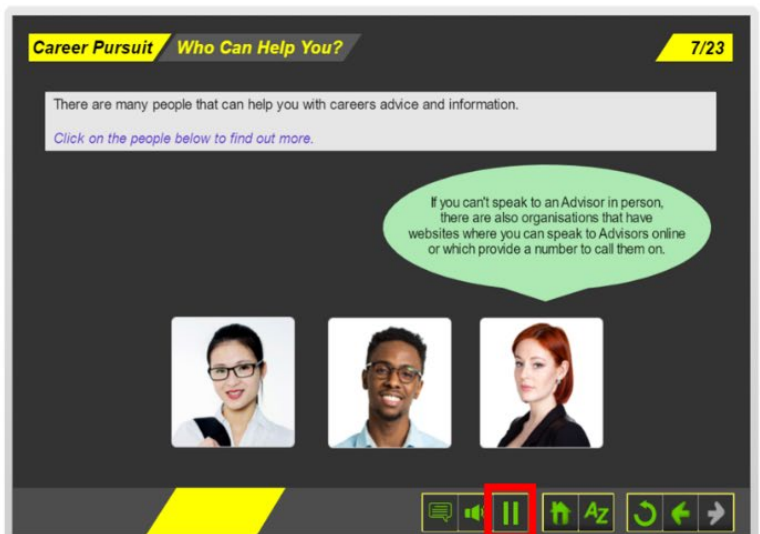 Career Pursuit Who Can Help You? 7/23
There are many people that can help you with careers advice and information.
Click on the people below to find out more.
If you can't speak to an Advisor in person,
there are also organisations that have
websites where you can speak to Advisors online
or which provide a number to call them on.
AZ